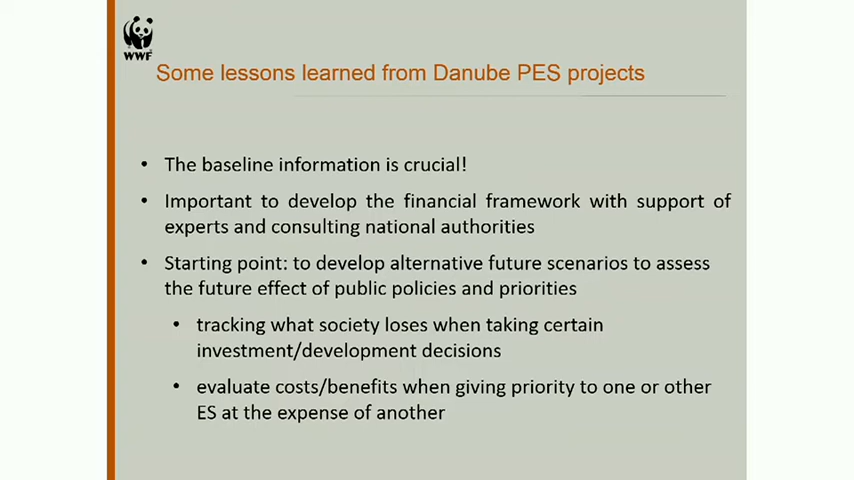 WWF
Some lessons learned from Danube PES projects
• The baseline information is crucial!
• Important to develop the financial framework with support of
experts and consulting national authorities
• Starting point: to develop alternative future scenarios to assess
the future effect of public policies and priorities
• tracking what society loses when taking certain
investment/development decisions
• evaluate costs/benefits when giving priority to one or other
ES at the expense of another